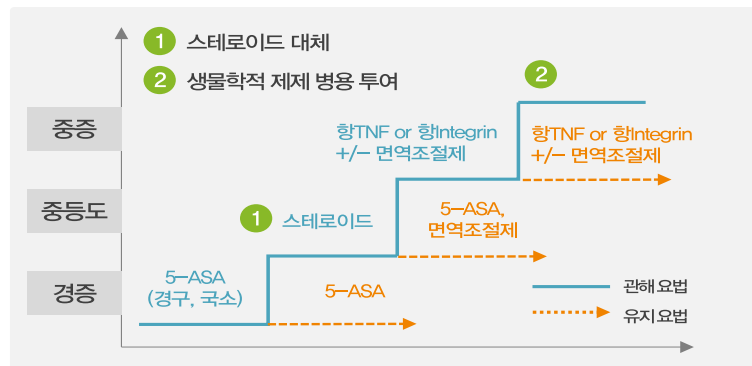 1 스테로이드 대체
2 생물학적 제제 병용 투여
2
중증
항TNF or 항Integrin
+/- 면역조절제
항TNF or 항Integrin
+/- 면역조절제
중등도
1 스테로이드
5-ASA,
면역조절제
경증
5-ASA
(경구, 국소)
5-ASA
관해요법
유지요법